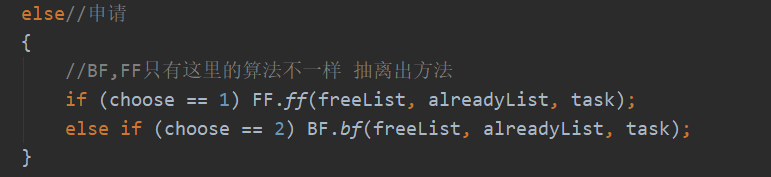 else//申请
{
//BF,FF只有这里的算法不一样 抽离出方法
if (choose == 1) FF.ff(freeList, alreadyList, task);
else if (choose == 2) BF.bf(freeList, alreadyList, task);
}